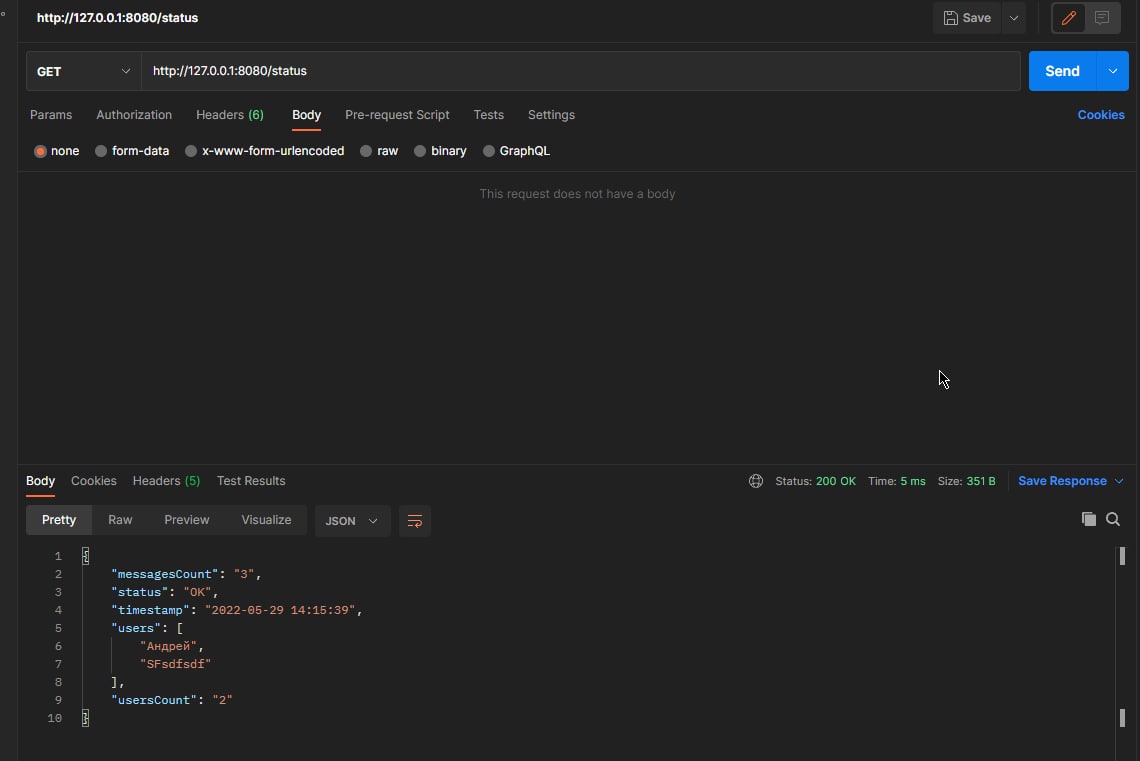 http://127.0.0.1:8080/status
Save
GET
http://127.0.0.1:8080/status
Send
Params Authorization Headers (6) Body Pre-request Script Tests Settings Cookies
none form-data x-www-form-urlencoded raw binary GraphQL
This request does not have a body
Body Cookies Headers (5) Test Results Status: 200 OK Time: 5 ms Size: 351 B Save Response
Pretty Raw Preview Visualize JSON
1 {
2 "messagesCount": "3",
3 "status": "OK",
4 "timestamp": "2022-05-29 14:15:39",
5 "users": [
6 "Андрей",
7 "SFsdfsdf"
8 ],
9 "usersCount": "2"
10 }